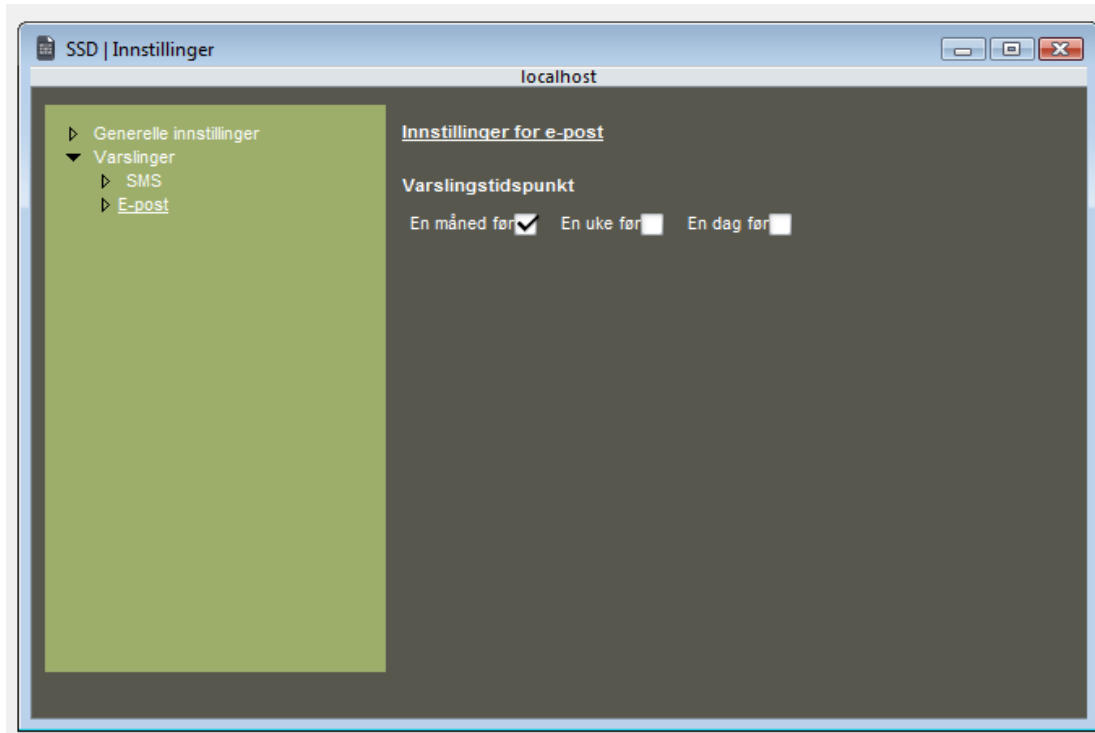 SSD | Innstillinger
localhost
Generelle innstillinger
Varslinger
SMS
E-post
Innstillinger for e-post
Varslingstidspunkt
En måned før En uke før En dag før